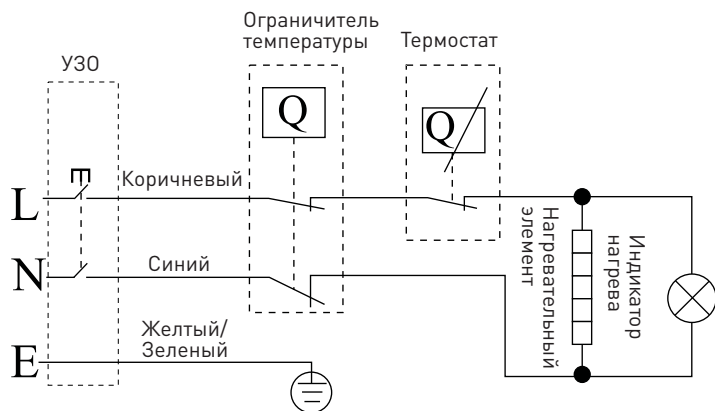 Ограничитель
температуры
Термостат
УЗО
Q
Q
L
Коричневый
N
Синий
Желтый/
Зеленый
E
Нагревательный
элемент
Индикатор
нагрева